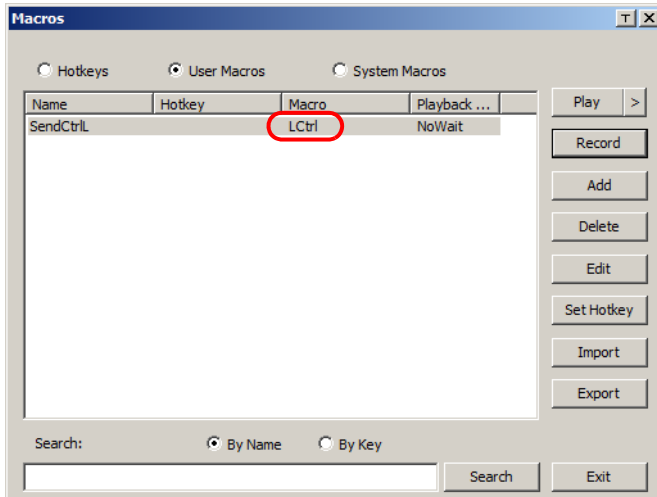 Macros
T X
Hotkeys User Macros System Macros
Name Hotkey Macro Playback ...
SendCtrlL LCtrl NoWait
Play >
Record
Add
Delete
Edit
Set Hotkey
Import
Export
Search: By Name By Key
Search Exit